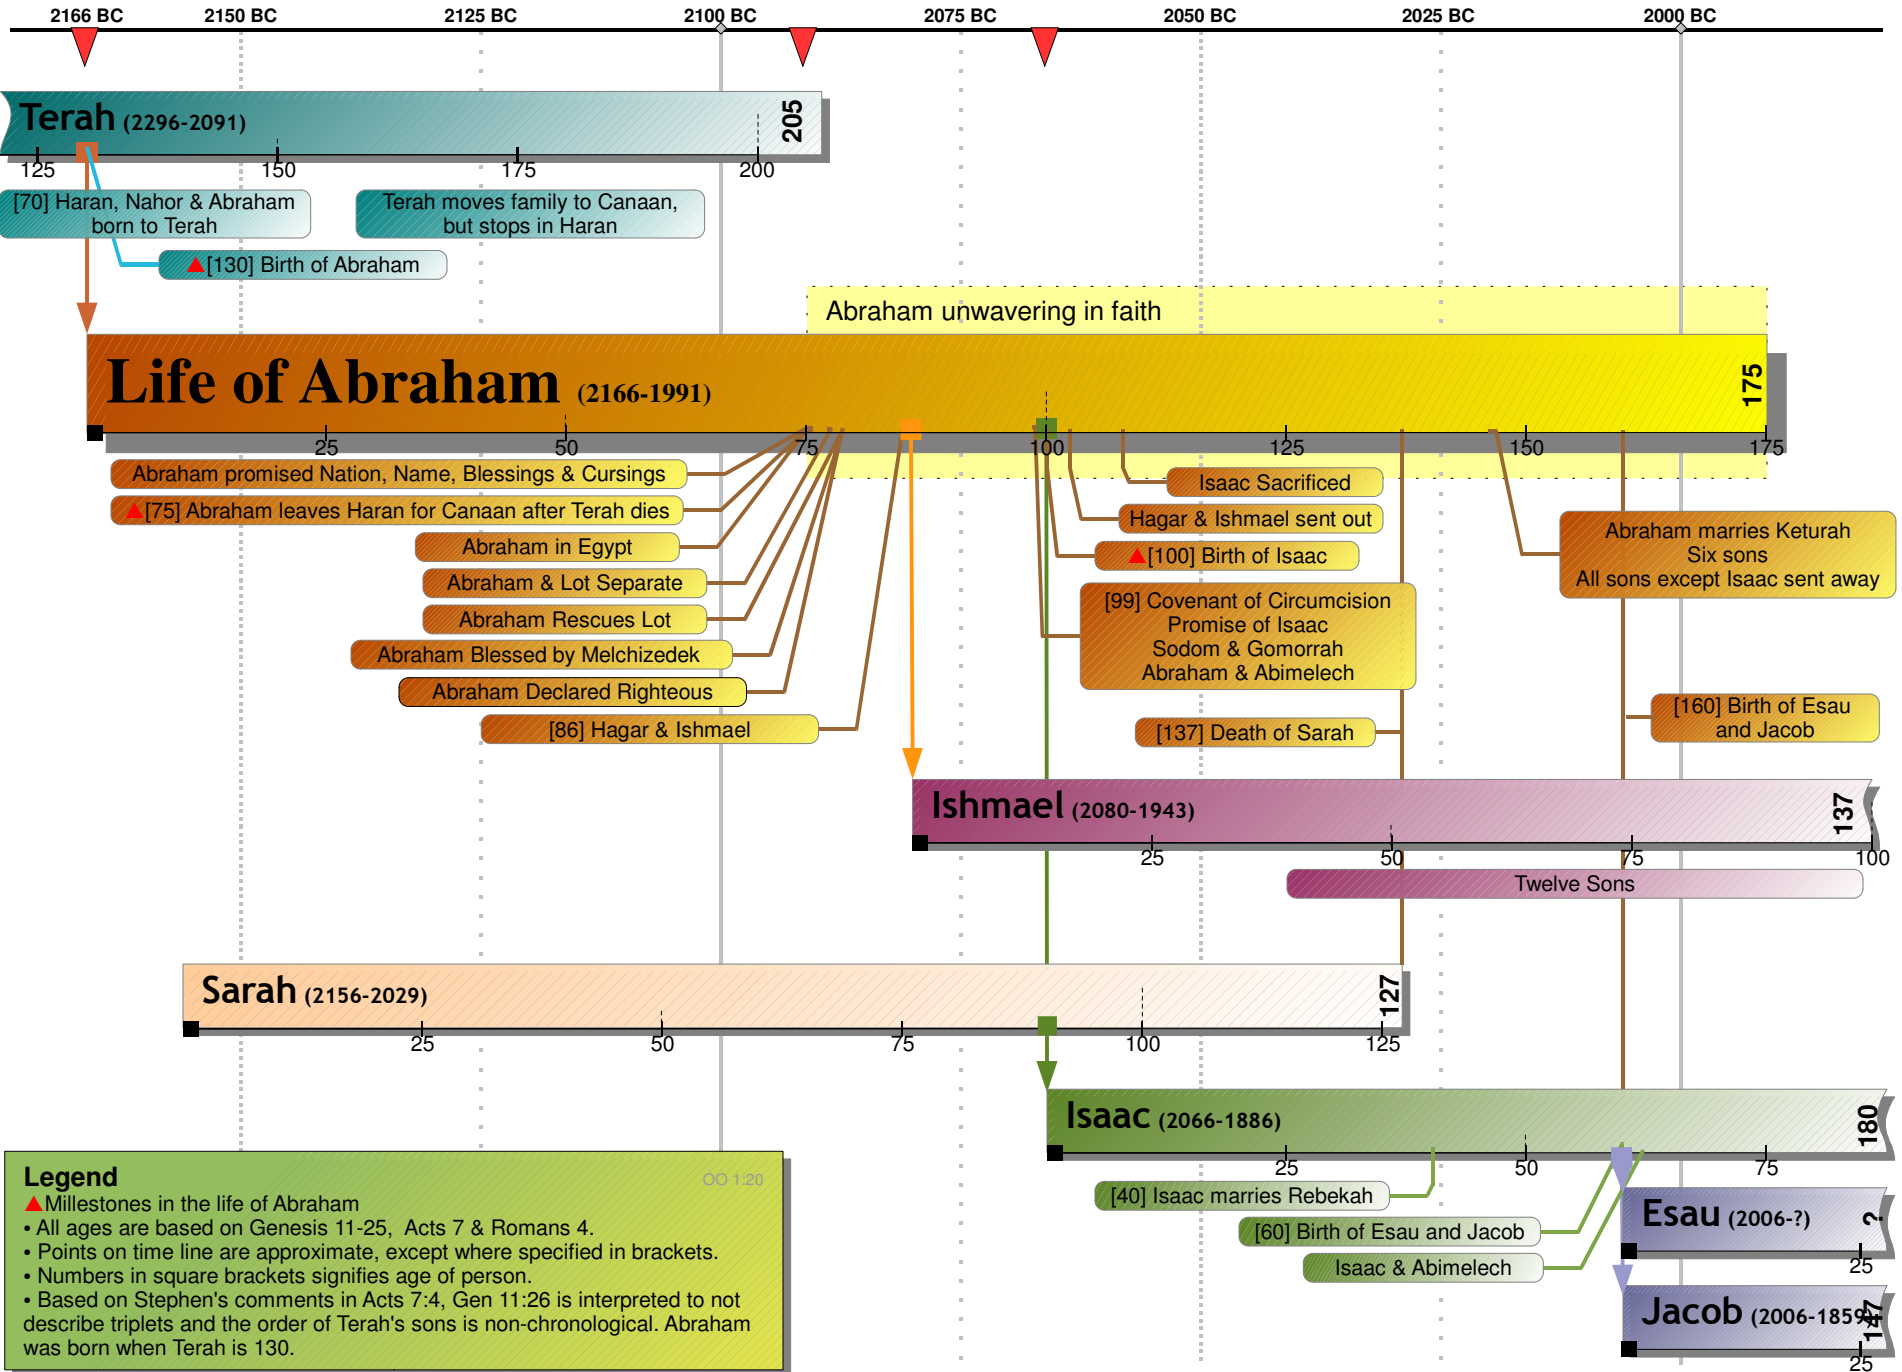 2166 BC
2150 BC
2125 BC
2100 BC
2075 BC
2050 BC
2025 BC
2000 BC
Terah (2296-2091)
205
125
150
175
200
[70] Haran, Nahor & Abraham
born to Terah
Terah moves family to Canaan,
but stops in Haran
[130] Birth of Abraham
Abraham unwavering in faith
Life of Abraham (2166-1991)
175
25
50
75
100
125
150
175
Abraham promised Nation, Name, Blessings & Cursings
[75] Abraham leaves Haran for Canaan after Terah dies
Abraham in Egypt
Abraham & Lot Separate
Abraham Rescues Lot
Abraham Blessed by Melchizedek
Abraham Declared Righteous
[86] Hagar & Ishmael
Isaac Sacrificed
Hagar & Ishmael sent out
[100] Birth of Isaac
[99] Covenant of Circumcision
Promise of Isaac
Sodom & Gomorrah
Abraham & Abimelech
[137] Death of Sarah
Abraham marries Keturah
Six sons
All sons except Isaac sent away
[160] Birth of Esau
and Jacob
Ishmael (2080-1943)
137
25
50
75
100
Twelve Sons
Sarah (2156-2029)
127
25
50
75
100
125
Isaac (2066-1886)
180
25
50
75
[40] Isaac marries Rebekah
[60] Birth of Esau and Jacob
Isaac & Abimelech
Esau (2006-?)
?
25
Jacob (2006-1859)
147
25
Legend
OO 1:20
Millestones in the life of Abraham
• All ages are based on Genesis 11-25, Acts 7 & Romans 4.
• Points on time line are approximate, except where specified in brackets.
• Numbers in square brackets signifies age of person.
• Based on Stephen's comments in Acts 7:4, Gen 11:26 is interpreted to not
describe triplets and the order of Terah's sons is non-chronological. Abraham
was born when Terah is 130.